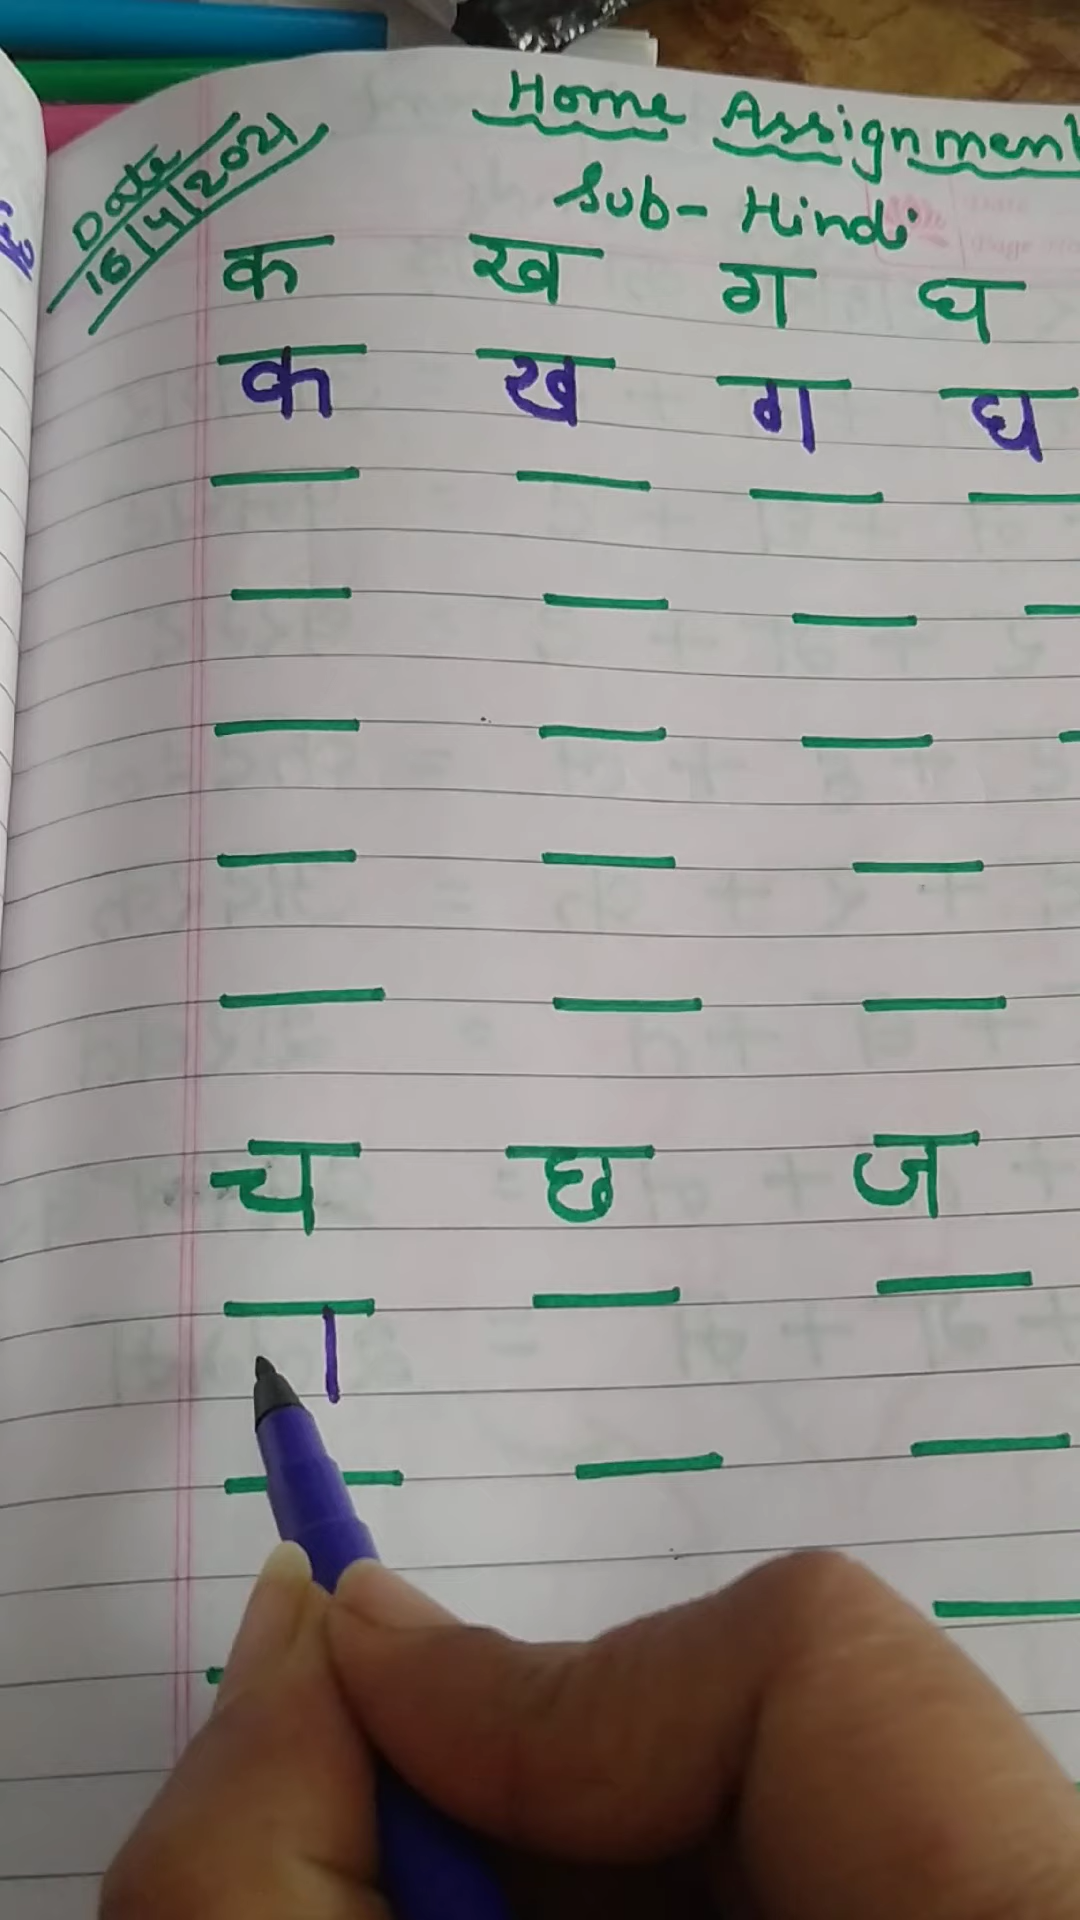 Home Assignment
Date
16/4/2021
Sub- Hindi
क ख ग घ
क ख ग घ
च छ ज